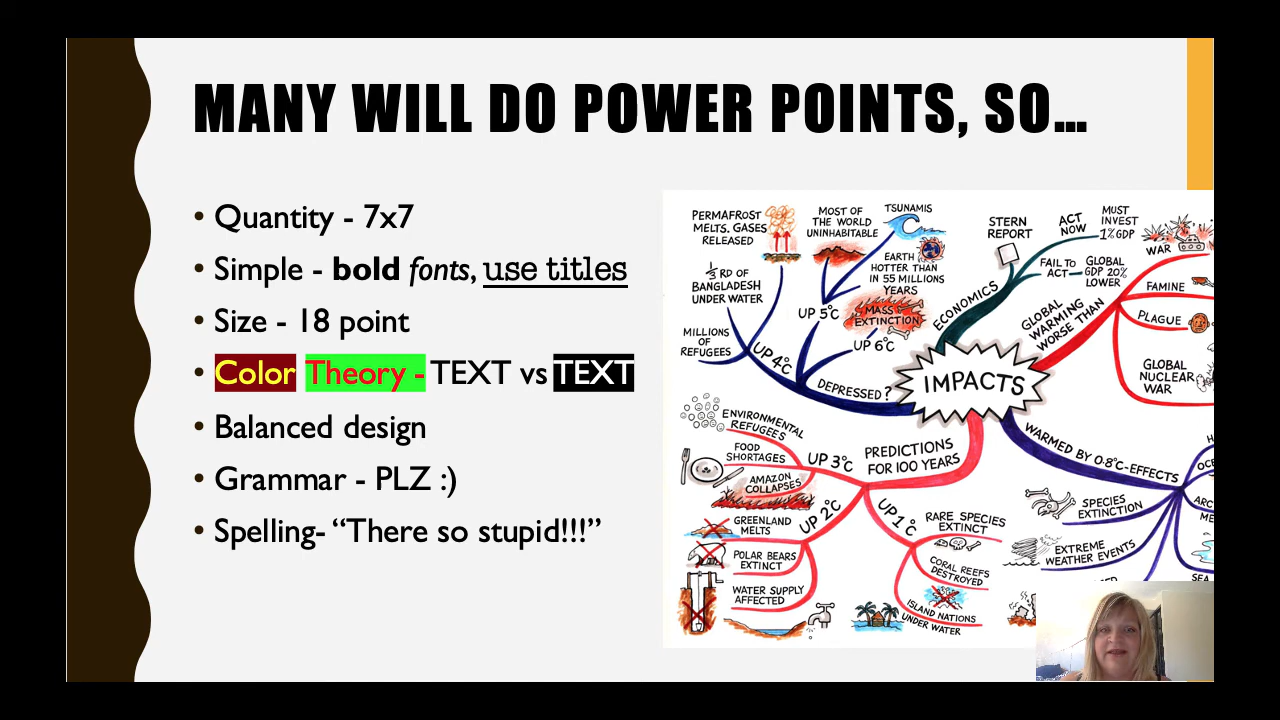 MANY WILL DO POWER POINTS, SO...
• Quantity - 7x7
• Simple - bold fonts, use titles
• Size - 18 point
• Color Theory - TEXT vs TEXT
• Balanced design
• Grammar - PLZ :)
• Spelling- “There so stupid!!!”
PERMAFROST
MELTS. GASES
RELEASED
MOST OF
THE WORLD
UNINHABITABLE
TSUNAMIS
EARTH
HOTTER THAN
IN 55 MILLIONS
YEARS
⅓ RD OF
BANGLADESH
UNDER WATER
MILLIONS
OF
REFUGEES
UP 4°C
UP 5°C
MASS
EXTINCTION
UP 6°C
DEPRESSED?
STERN
REPORT
ACT
NOW
MUST
INVEST
1% GDP
FAIL TO
ACT
GLOBAL
GDP 20%
LOWER
ECONOMICS
GLOBAL
WARMING
WORSE THAN
WAR
FAMINE
PLAGUE
GLOBAL
NUCLEAR
WAR
IMPACTS
ENVIRONMENTAL
REFUGEES
FOOD
SHORTAGES
AMAZON
COLLAPSES
UP 3°C
PREDICTIONS
FOR 100 YEARS
GREENLAND
MELTS
POLAR BEARS
EXTINCT
WATER SUPPLY
AFFECTED
UP 2°C
UP 1°C
RARE SPECIES
EXTINCT
CORAL REEFS
DESTROYED
ISLAND NATIONS
UNDER WATER
WARMED BY 0·8°C-EFFECTS
SPECIES
EXTINCTION
EXTREME
WEATHER EVENTS